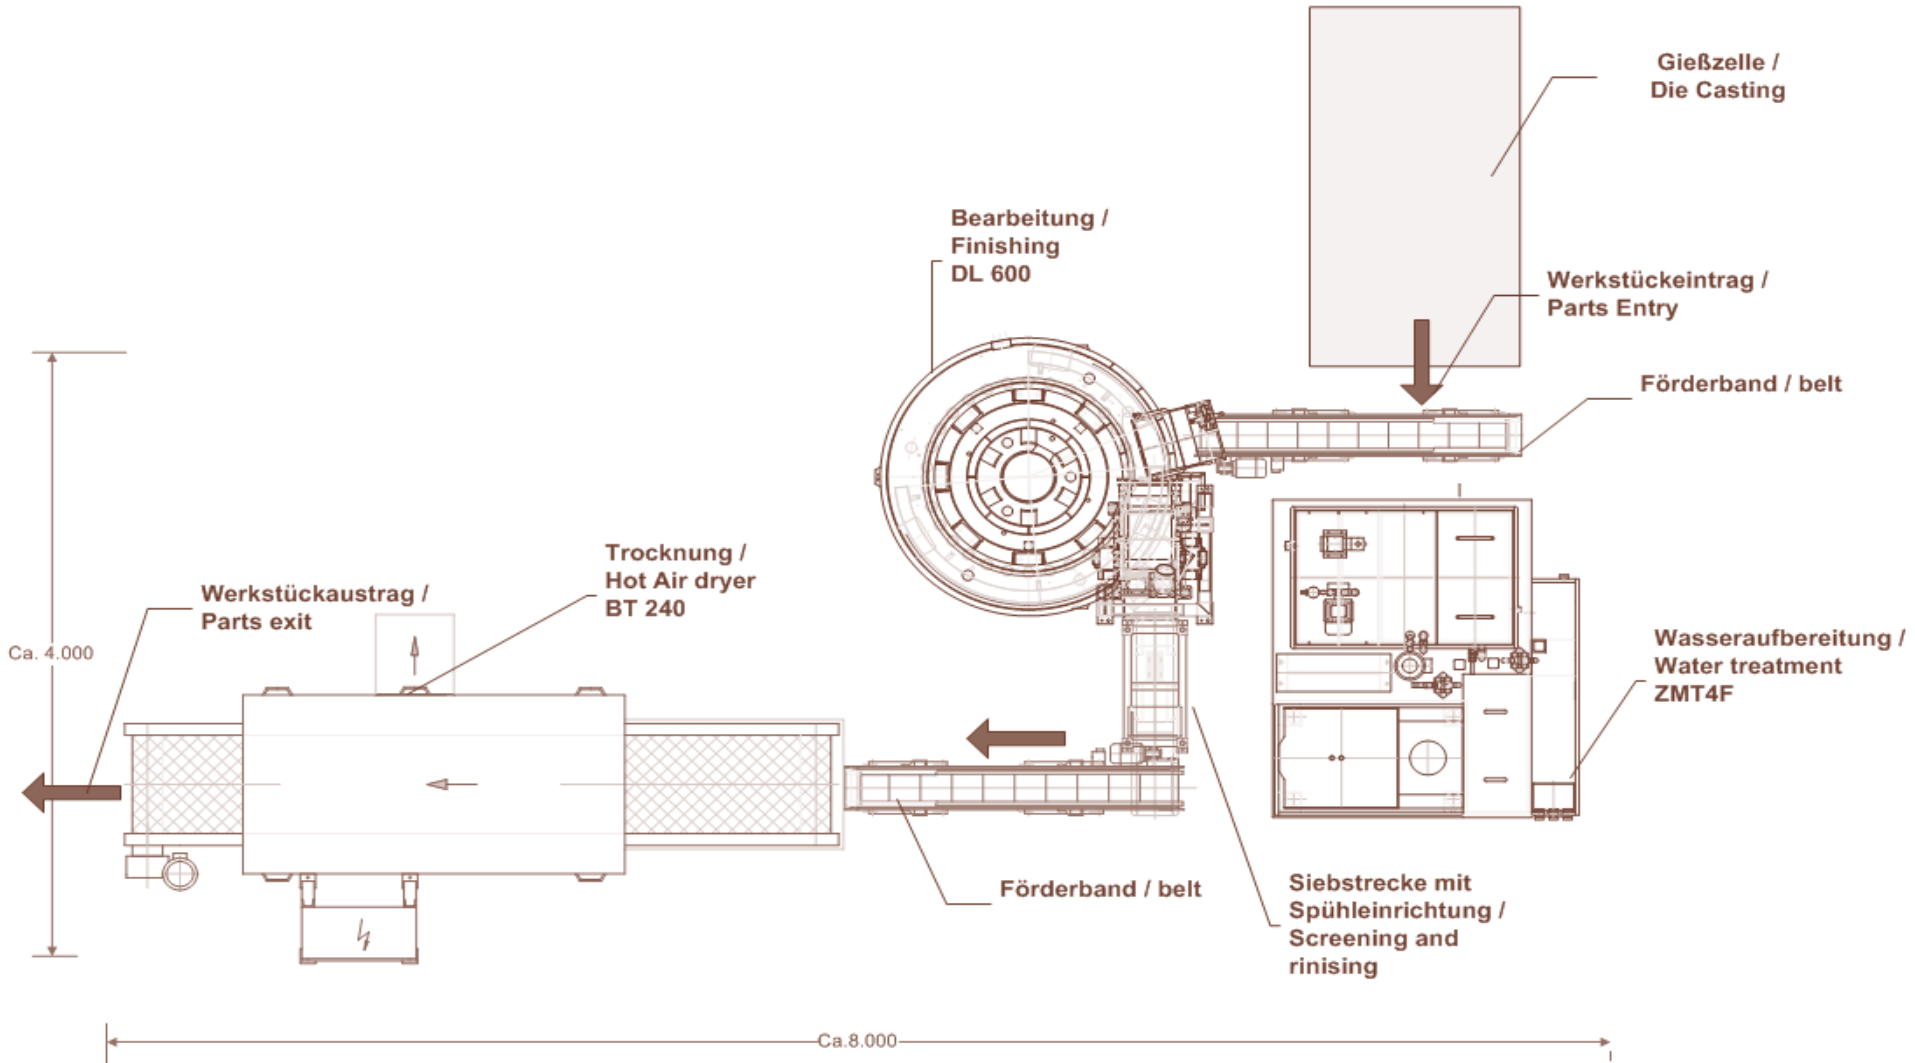 Gießzelle /
Die Casting
Bearbeitung /
Finishing
DL 600
Werkstückeintrag /
Parts Entry
Förderband / belt
Trocknung /
Hot Air dryer
BT 240
Werkstückaustrag /
Parts exit
Ca. 4.000
Wasseraufbereitung /
Water treatment
ZMT4F
Förderband / belt
Siebstrecke mit
Spühleinrichtung /
Screening and
rinising
Ca.8.000